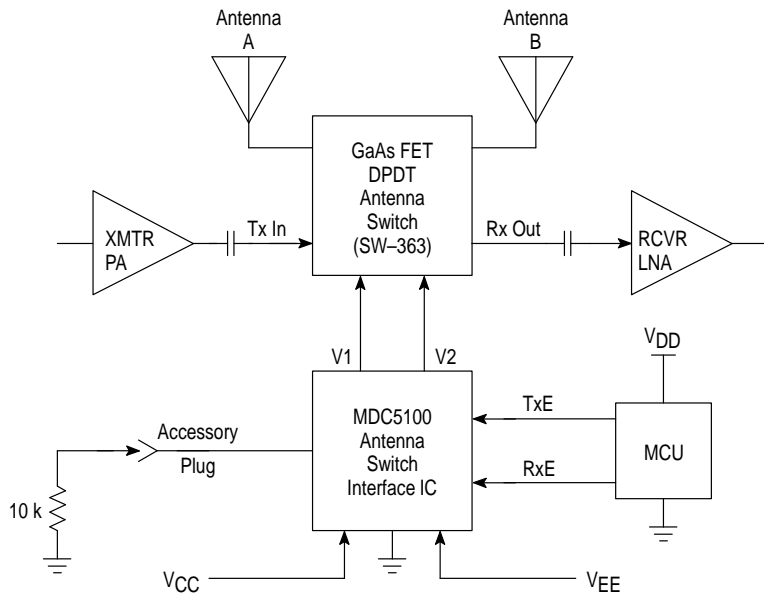 Antenna
A
Antenna
B
GaAs FET
DPDT
Antenna
Switch
(SW–363)
XMTR
PA
Tx In
Rx Out
RCVR
LNA
V1
V2
VDD
MDC5100
Antenna
Switch
Interface IC
TxE
RxE
MCU
Accessory
Plug
10 k
VCC
VEE